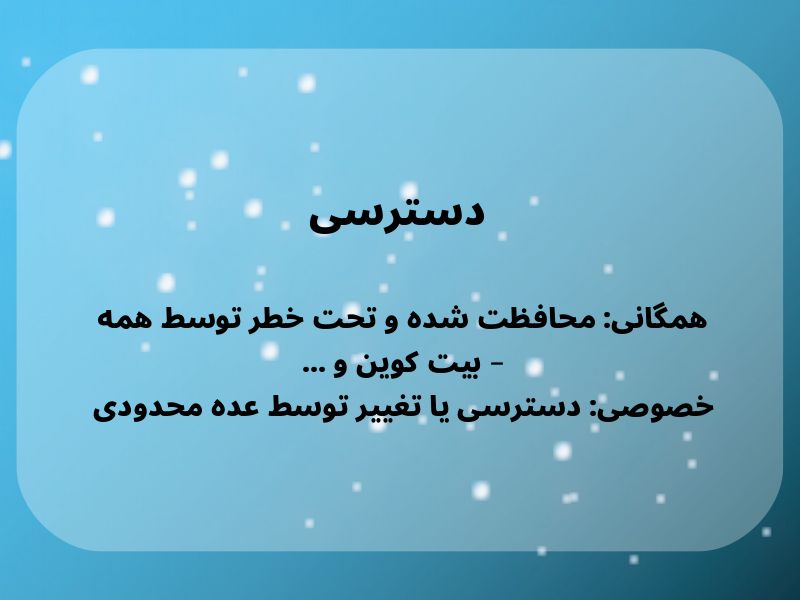 دسترسی
همگانی: محافظت شده و تحت خطر توسط همه
– بیت کوین و ...
خصوصی: دسترسی یا تغییر توسط عده محدودی